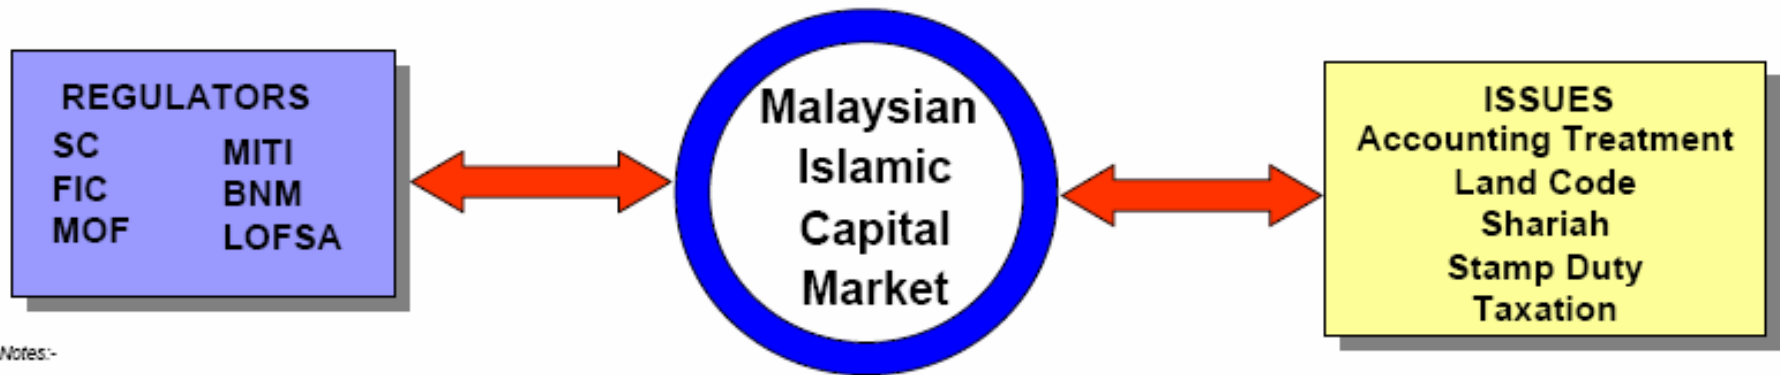 REGULATORS
SC
FIC
MOF
MITI
BNM
LOFSA
Malaysian
Islamic
Capital
Market
ISSUES
Accounting Treatment
Land Code
Shariah
Stamp Duty
Taxation
Notes:-